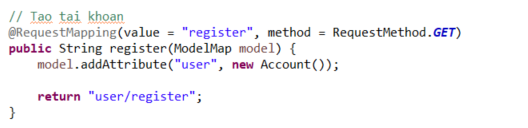 // Tao tai khoan
@RequestMapping(value = "register", method = RequestMethod.GET)
public String register(ModelMap model) {
    model.addAttribute("user", new Account());
    return "user/register";
}